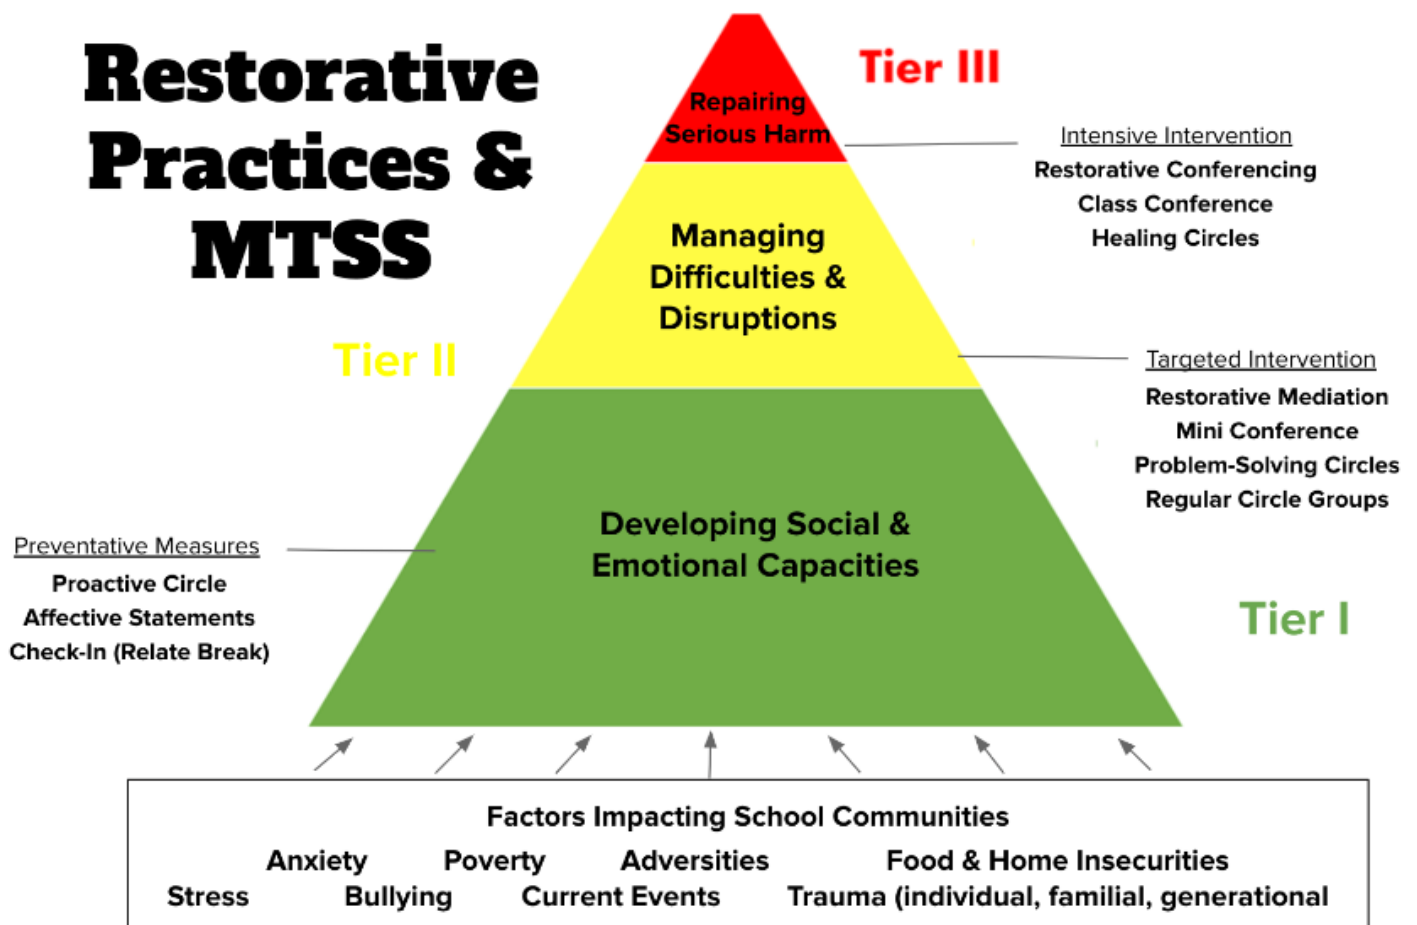 Restorative
Practices &
MTSS
Tier III
Repairing
Serious Harm
Intensive Intervention
Restorative Conferencing
Class Conference
Healing Circles
Managing
Difficulties &
Disruptions
Tier II
Targeted Intervention
Restorative Mediation
Mini Conference
Problem-Solving Circles
Regular Circle Groups
Developing Social &
Emotional Capacities
Preventative Measures
Proactive Circle
Affective Statements
Check-In (Relate Break)
Tier I
Factors Impacting School Communities
Anxiety Poverty Adversities Food & Home Insecurities
Stress Bullying Current Events Trauma (individual, familial, generational